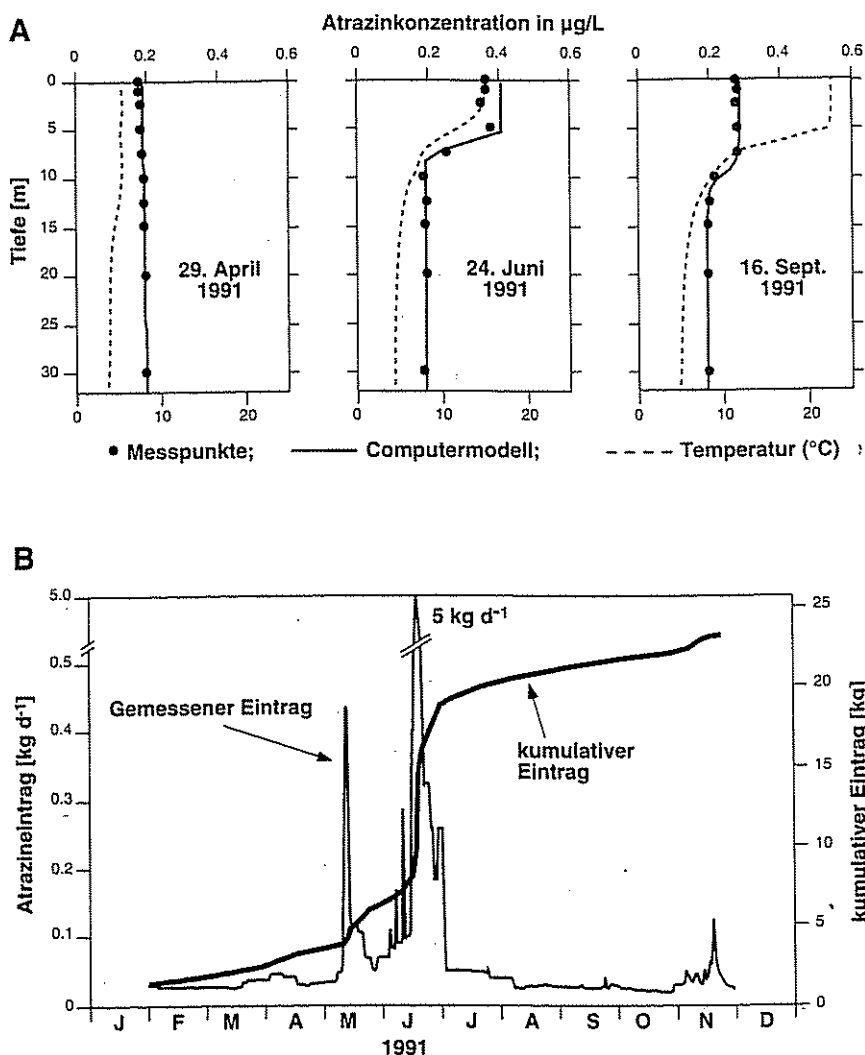 A
Atrazinkonzentration in µg/L
0 0.2 0.4 0.6 0 0.2 0.4 0.6 0 0.2 0.4 0.6
Tiefe [m]
0
5
10
15
20
25
30
29. April
1991
24. Juni
1991
16. Sept.
1991
0 10 20 0 10 20 0 10 20
Messpunkte; Computermodell; Temperatur (°C)
B
Atrazineintrag [kg d-1]
5.0
0.5
0.4
0.3
0.2
0.1
0
5 kg d-1
Gemessener Eintrag
kumulativer
Eintrag
25
20
15
10
5
0
kumulativer Eintrag [kg]
J F M A M J J A S O N D
1991